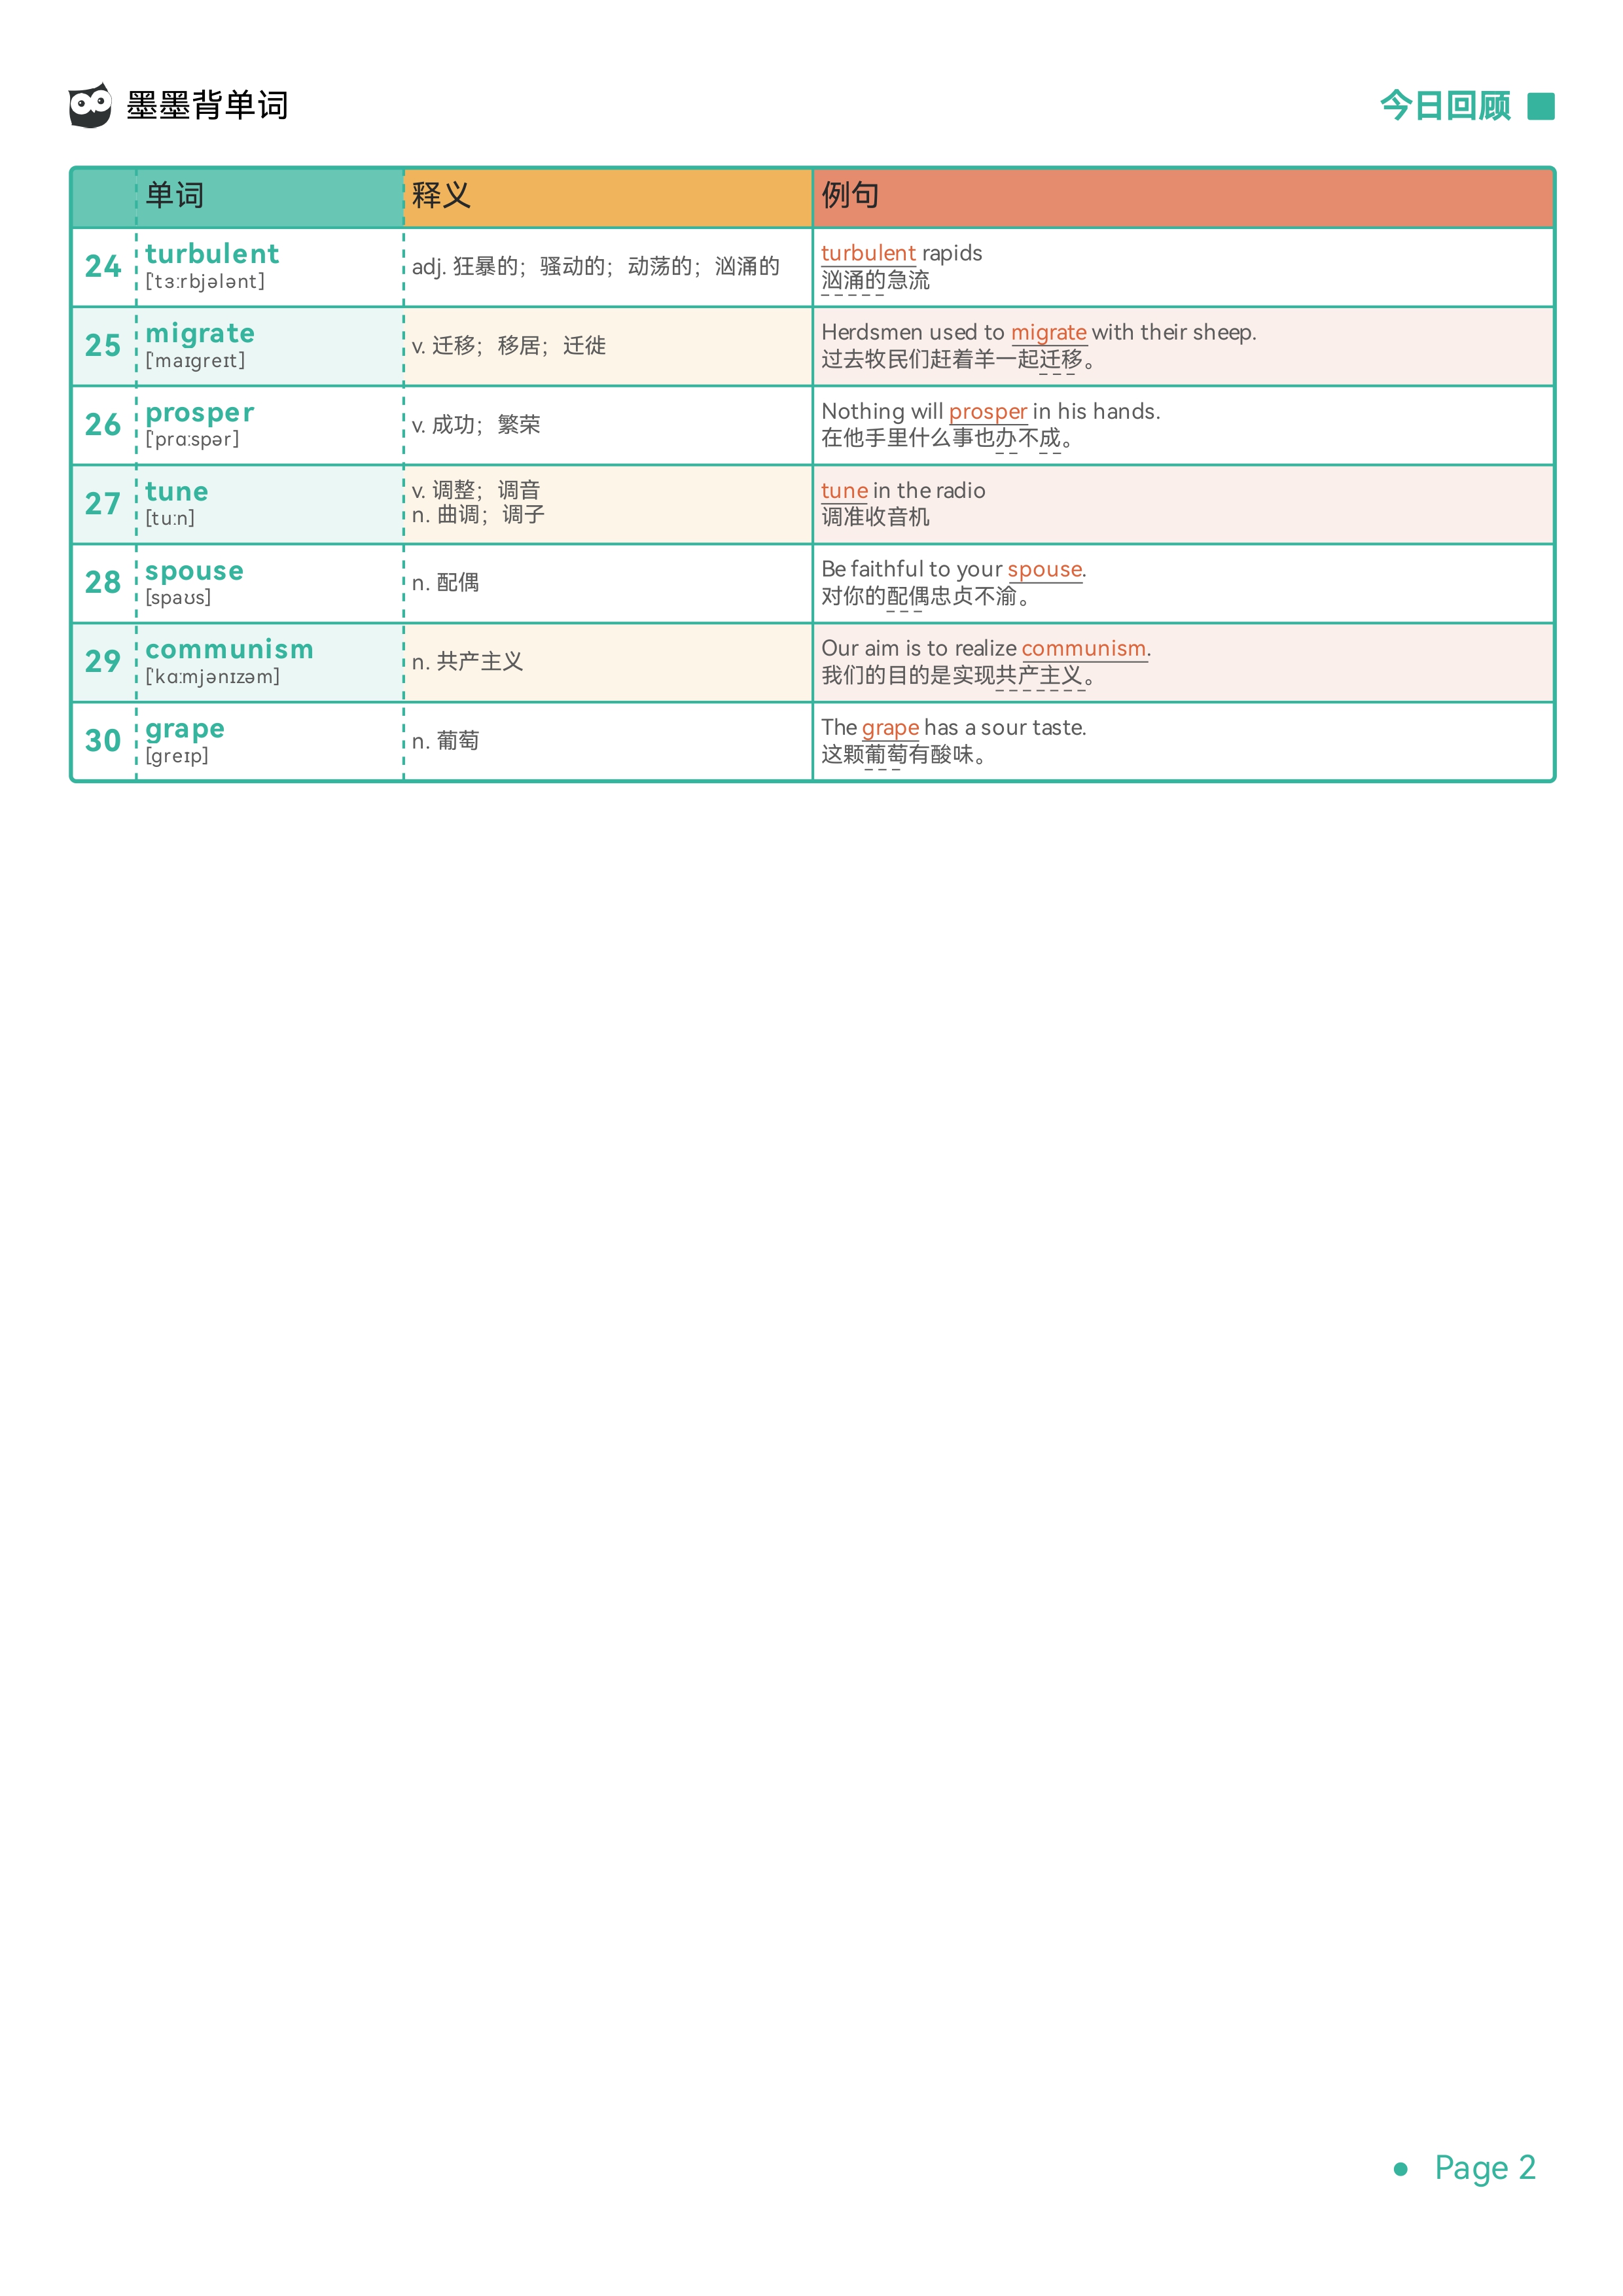 墨墨背单词
今日回顾
单词 释义 例句
24 turbulent
['tɜːrbjələnt]
adj. 狂暴的；骚动的；动荡的；汹涌的
turbulent rapids
汹涌的急流
25 migrate
['maɪɡreɪt]
v. 迁移；移居；迁徙
Herdsmen used to migrate with their sheep.
过去牧民们赶着羊一起迁移。
26 prosper
['prɑːspər]
v. 成功；繁荣
Nothing will prosper in his hands.
在他手里什么事也办不成。
27 tune
[tuːn]
v. 调整；调音
n. 曲调；调子
tune in the radio
调准收音机
28 spouse
[spaʊs]
n. 配偶
Be faithful to your spouse.
对你的配偶忠贞不渝。
29 communism
['kɑːmjənɪzəm]
n. 共产主义
Our aim is to realize communism.
我们的目的是实现共产主义。
30 grape
[ɡreɪp]
n. 葡萄
The grape has a sour taste.
这颗葡萄有酸味。
Page 2